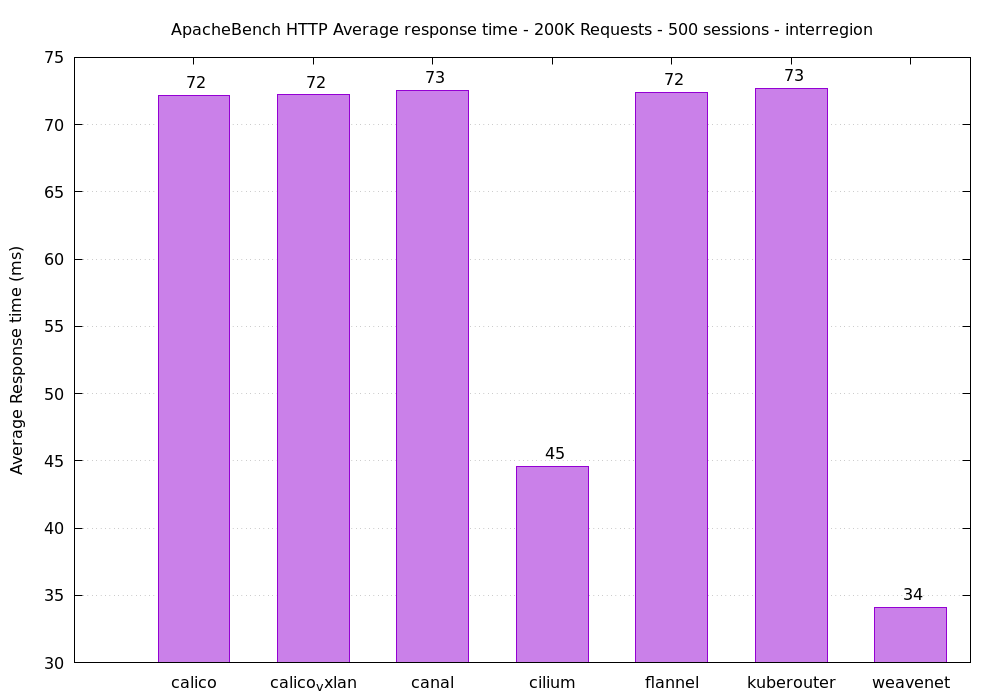 ApacheBench HTTP Average response time - 200K Requests - 500 sessions - interregion
75
70
65
60
55
50
45
40
35
30
Average Response time (ms)
72
72
73
45
72
73
34
calico
calicovxlan
canal
cilium
flannel
kuberouter
weavenet